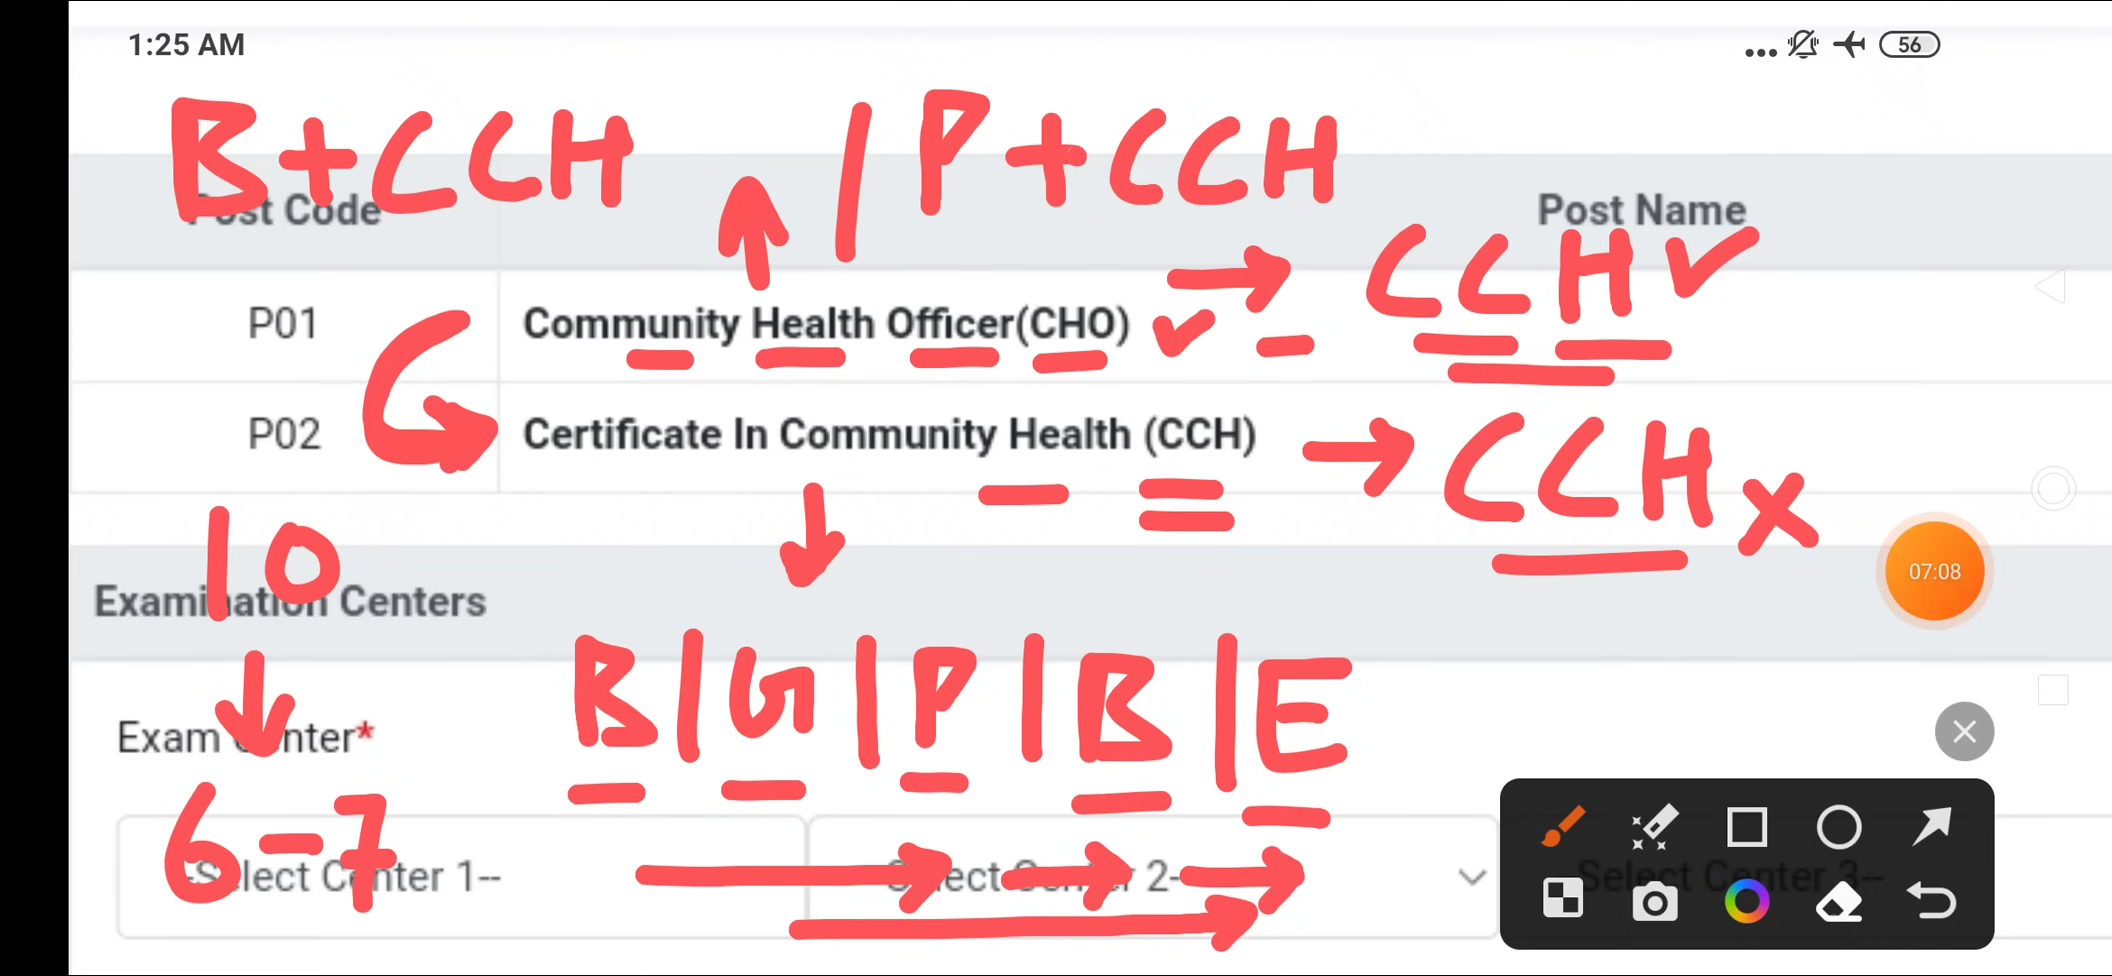 1:25 AM ... 56
B+CCH / P+CCH
Post Code Post Name
→ CCH ✓
P01 Community Health Officer(CHO) ✓
P02 Certificate In Community Health (CCH) → CCH x
10
Examination Centers
07:08
B|G|P|B|E
Exam Center*
6-7
--Select Center 1-- Select Center 2- Select Center 3--